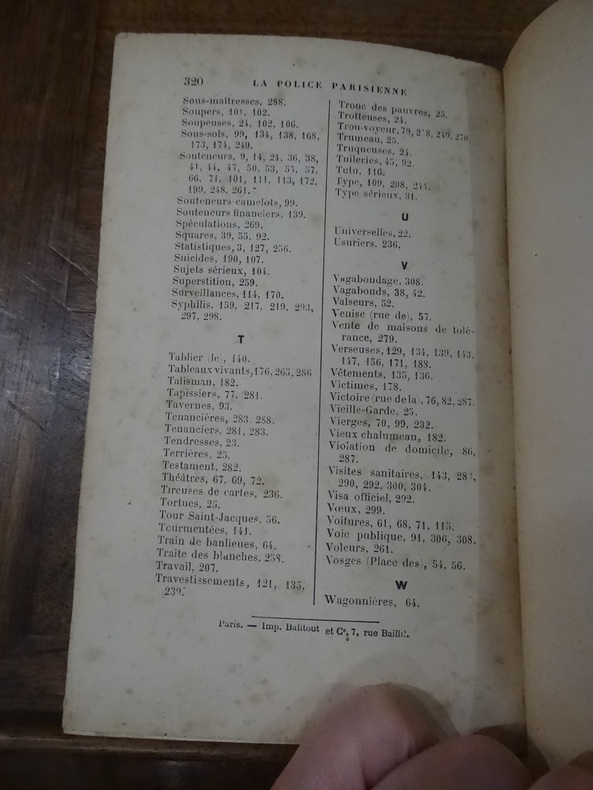 320
LA POLICE PARISIENNE
Sous-maîtresses, 288.
Soupers, 101, 102.
Soupeuses, 24, 102, 106.
Sous-sols, 99, 134, 138, 168,
173, 174, 249.
Souteneurs, 9, 14, 24, 36, 38,
41, 44, 47, 50, 53, 55, 57,
66, 71, 101, 111, 113, 172,
199, 248, 261.
Souteneurs camelots, 99.
Souteneurs financiers, 139.
Spéculations, 269.
Squares, 39, 55, 92.
Statistiques, 3, 127, 256.
Suicides, 190, 107.
Sujets sérieux, 104.
Superstition, 259.
Surveillances, 114, 170.
Syphilis, 159, 217, 219, 293,
297, 298.
T
Tablier (le), 140.
Tableaux vivants, 176, 265, 286
Talisman, 182.
Tapissiers, 77, 281.
Tavernes, 93.
Tenancières, 283, 288.
Tenanciers, 281, 283.
Tendresses, 23.
Terrières, 25.
Testament, 282.
Théâtres, 67, 69, 72.
Tireuses de cartes, 236.
Tortues, 25.
Tour Saint-Jacques, 56.
Tourmentées, 141.
Train de banlieues, 64.
Traite des blanches, 258.
Travail, 207.
Travestissements, 121, 135,
239.
Tronc des pauvres, 25.
Trotteuses, 24.
Trou-voyeur, 79, 249,
Trumeau, 25.
Truqueuses, 24.
Tuileries, 45, 92.
Tutu, 116.
Type, 109, 208,
Type sérieux, 31.
U
Universelles, 22.
Usuriers, 236.
V
Vagabondage, 308.
Vagabonds, 38, 42.
Valseurs, 52.
Venise (rue de), 57.
Vente de maisons de tolé-
rance, 279.
Verseuses, 129, 134, 139, 143,
147, 156, 171, 188.
Vêtements, 135, 136.
Victimes, 178.
Victoire (rue de la), 76, 82, 287.
Vieille-Garde, 25.
Vierges, 70, 99, 232.
Vieux chalumeau, 182.
Violation de domicile, 86,
287.
Visites sanitaires, 143,
290, 292, 300, 304.
Visa officiel, 292.
Vœux, 299.
Voitures, 61, 68, 71, 115.
Voie publique, 91, 306, 308.
Voleurs, 261.
Vosges (Place des), 54, 56.
W
Wagonnières, 64.
Paris. — Imp. Balitout et Cᵉ, 7, rue Baillif.